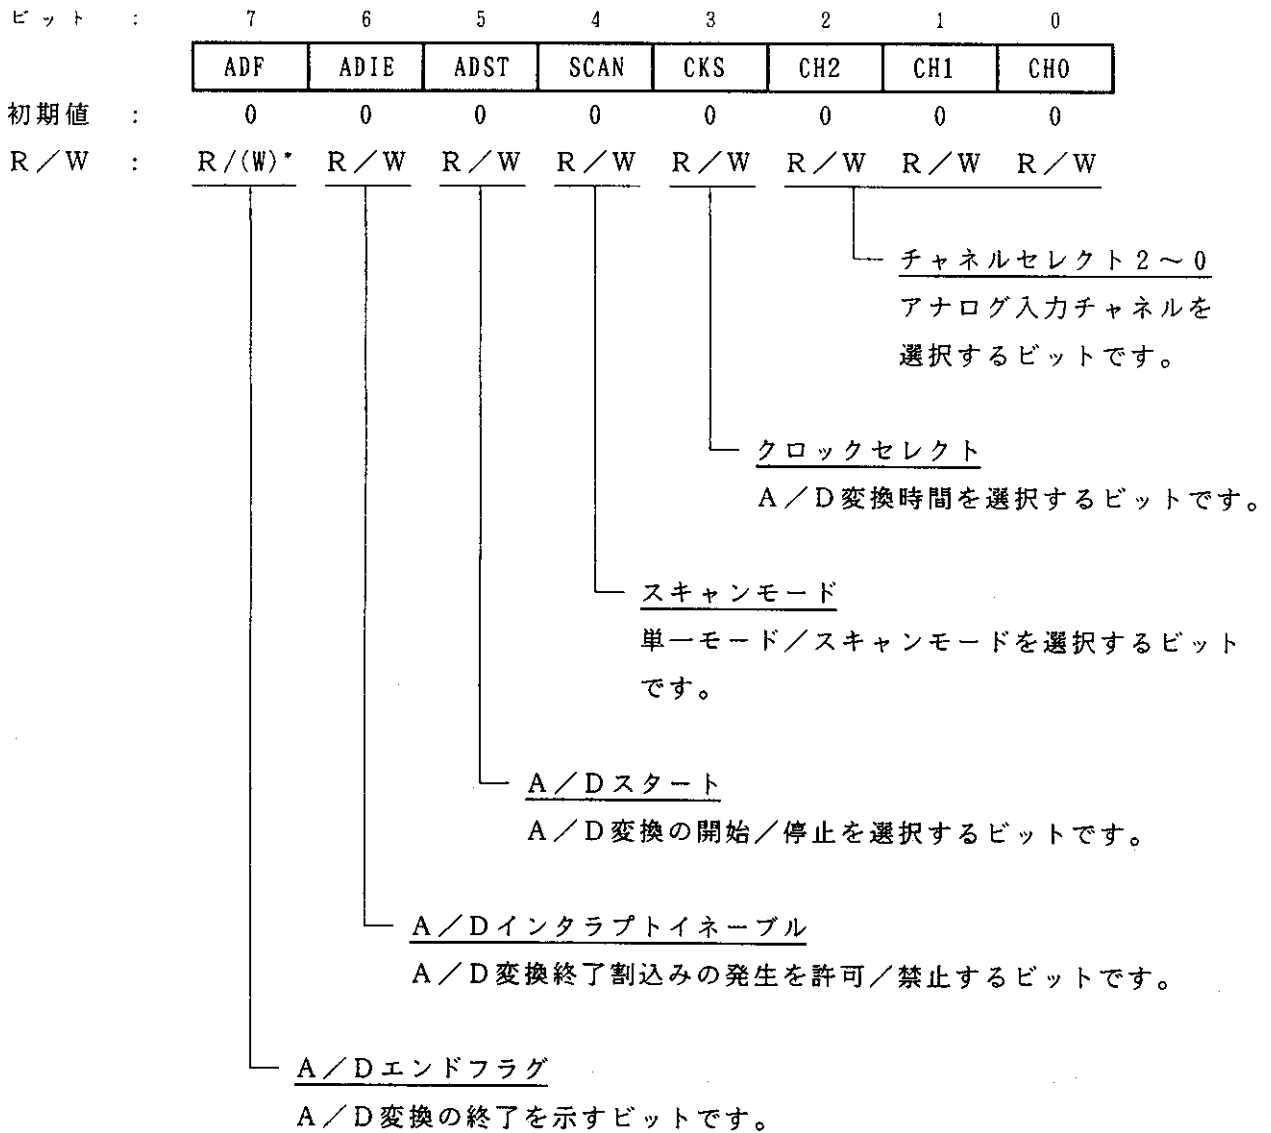 ビット : 7 6 5 4 3 2 1 0
ADF ADIE ADST SCAN CKS CH2 CH1 CH0
初期値 : 0 0 0 0 0 0 0 0
R/W : R/(W)* R/W R/W R/W R/W R/W R/W R/W
チャネルセレクト2~0
アナログ入力チャネルを
選択するビットです。
クロックセレクト
A/D変換時間を選択するビットです。
スキャンモード
単一モード/スキャンモードを選択するビット
です。
A/Dスタート
A/D変換の開始/停止を選択するビットです。
A/Dインタラプトイネーブル
A/D変換終了割込みの発生を許可/禁止するビットです。
A/Dエンドフラグ
A/D変換の終了を示すビットです。